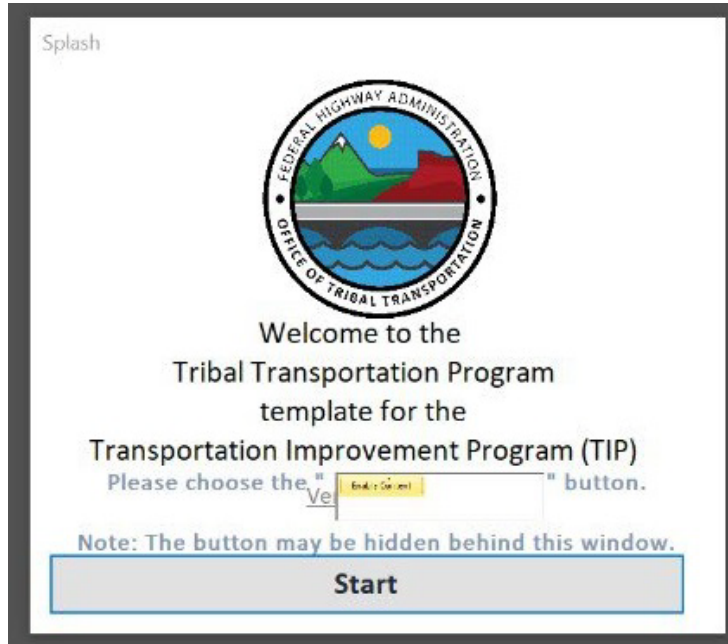 Splash
FEDERAL HIGHWAY ADMINISTRATION
OFFICE OF TRIBAL TRANSPORTATION
Welcome to the
Tribal Transportation Program
template for the
Transportation Improvement Program (TIP)
Please choose the " Enable Content " button.
Note: The button may be hidden behind this window.
Start